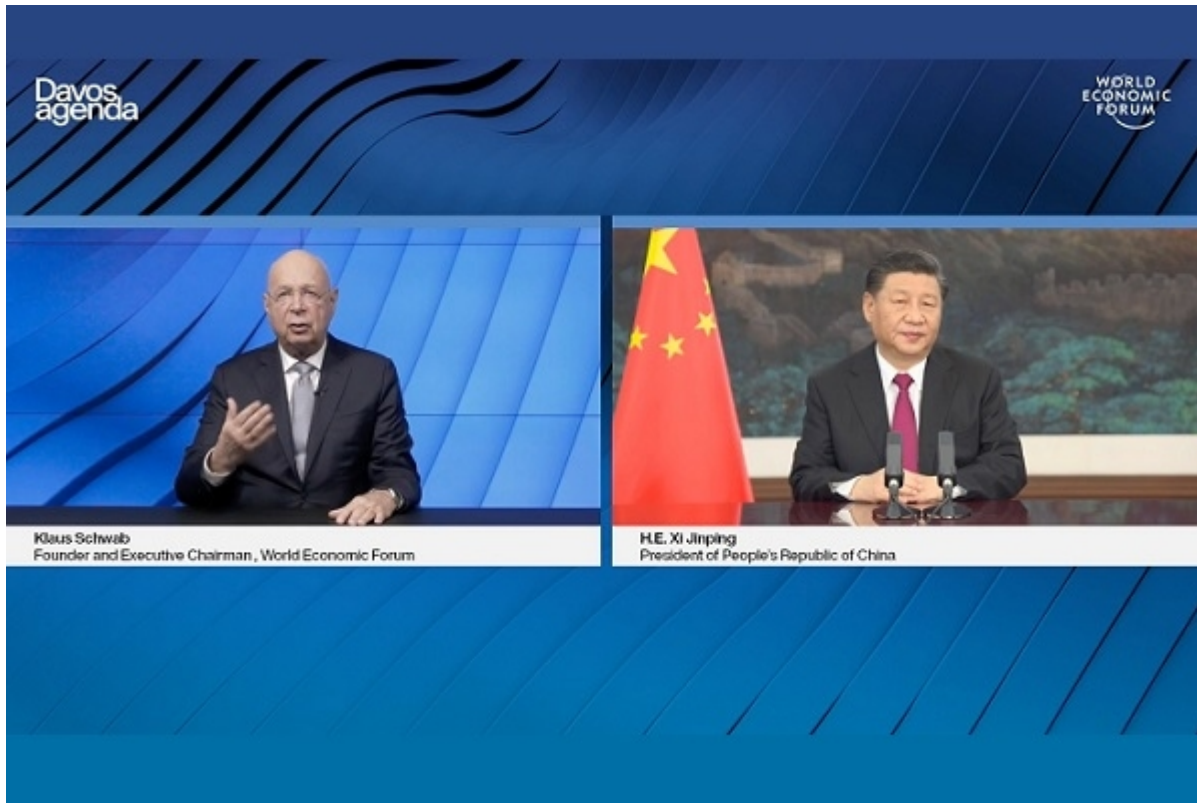 Davos
agenda
WORLD
ECONOMIC
FORUM
Klaus Schwab
Founder and Executive Chairman, World Economic Forum
H.E. Xi Jinping
President of People's Republic of China